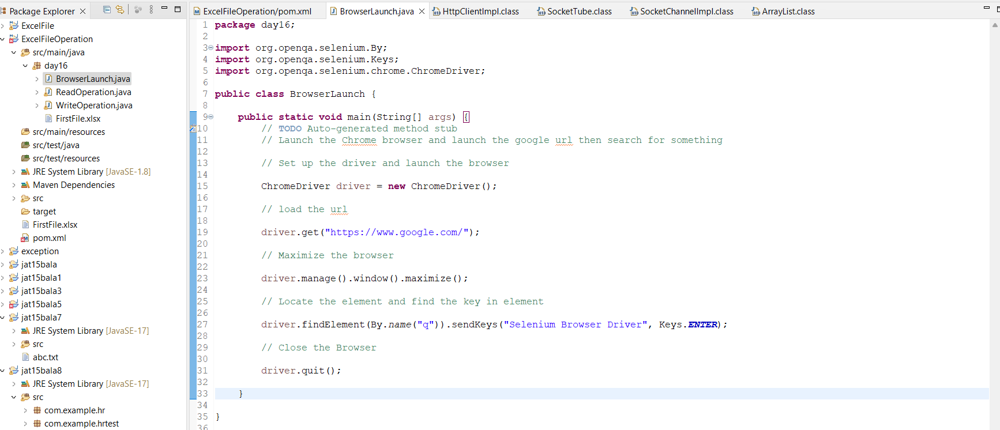 Package Explorer
ExcelFile
ExcelFileOperation
src/main/java
day16
BrowserLaunch.java
ReadOperation.java
WriteOperation.java
FirstFile.xlsx
src/main/resources
src/test/java
src/test/resources
JRE System Library [JavaSE-1.8]
Maven Dependencies
src
target
FirstFile.xlsx
pom.xml
exception
jat15bala
jat15bala1
jat15bala3
jat15bala5
jat15bala7
JRE System Library [JavaSE-17]
src
abc.txt
jat15bala8
JRE System Library [JavaSE-17]
src
com.example.hr
com.example.hrtest
ExcelFileOperation/pom.xml BrowserLaunch.java HttpClientImpl.class SocketTube.class SocketChannelImpl.class ArrayList.class
1 package day16;
2
3 import org.openqa.selenium.By;
4 import org.openqa.selenium.Keys;
5 import org.openqa.selenium.chrome.ChromeDriver;
6
7 public class BrowserLaunch {
8
9 public static void main(String[] args) {
10 // TODO Auto-generated method stub
11 // Launch the Chrome browser and launch the google url then search for something
12
13 // Set up the driver and launch the browser
14
15 ChromeDriver driver = new ChromeDriver();
16
17 // load the url
18
19 driver.get("https://www.google.com/");
20
21 // Maximize the browser
22
23 driver.manage().window().maximize();
24
25 // Locate the element and find the key in element
26
27 driver.findElement(By.name("q")).sendKeys("Selenium Browser Driver", Keys.ENTER);
28
29 // Close the Browser
30
31 driver.quit();
32
33 }
34
35 }
36